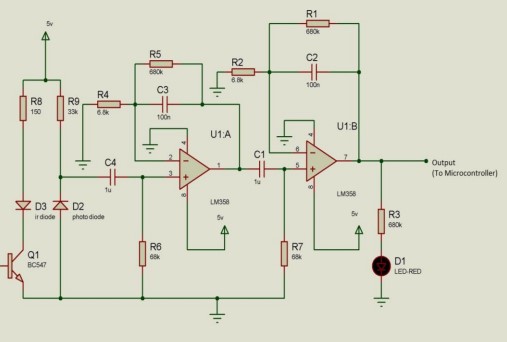 5v
R8
150
R9
33k
D3
ir diode
D2
photo diode
Q1
BC547
C4
1u
R4
6.8k
R5
680k
C3
100n
R6
68k
U1:A
2
3
1
4
8
LM358
5v
C1
1u
R7
68k
R2
6.8k
R1
680k
C2
100n
U1:B
6
5
7
4
8
LM358
5v
Output
(To Microcontroller)
R3
680k
D1
LED-RED